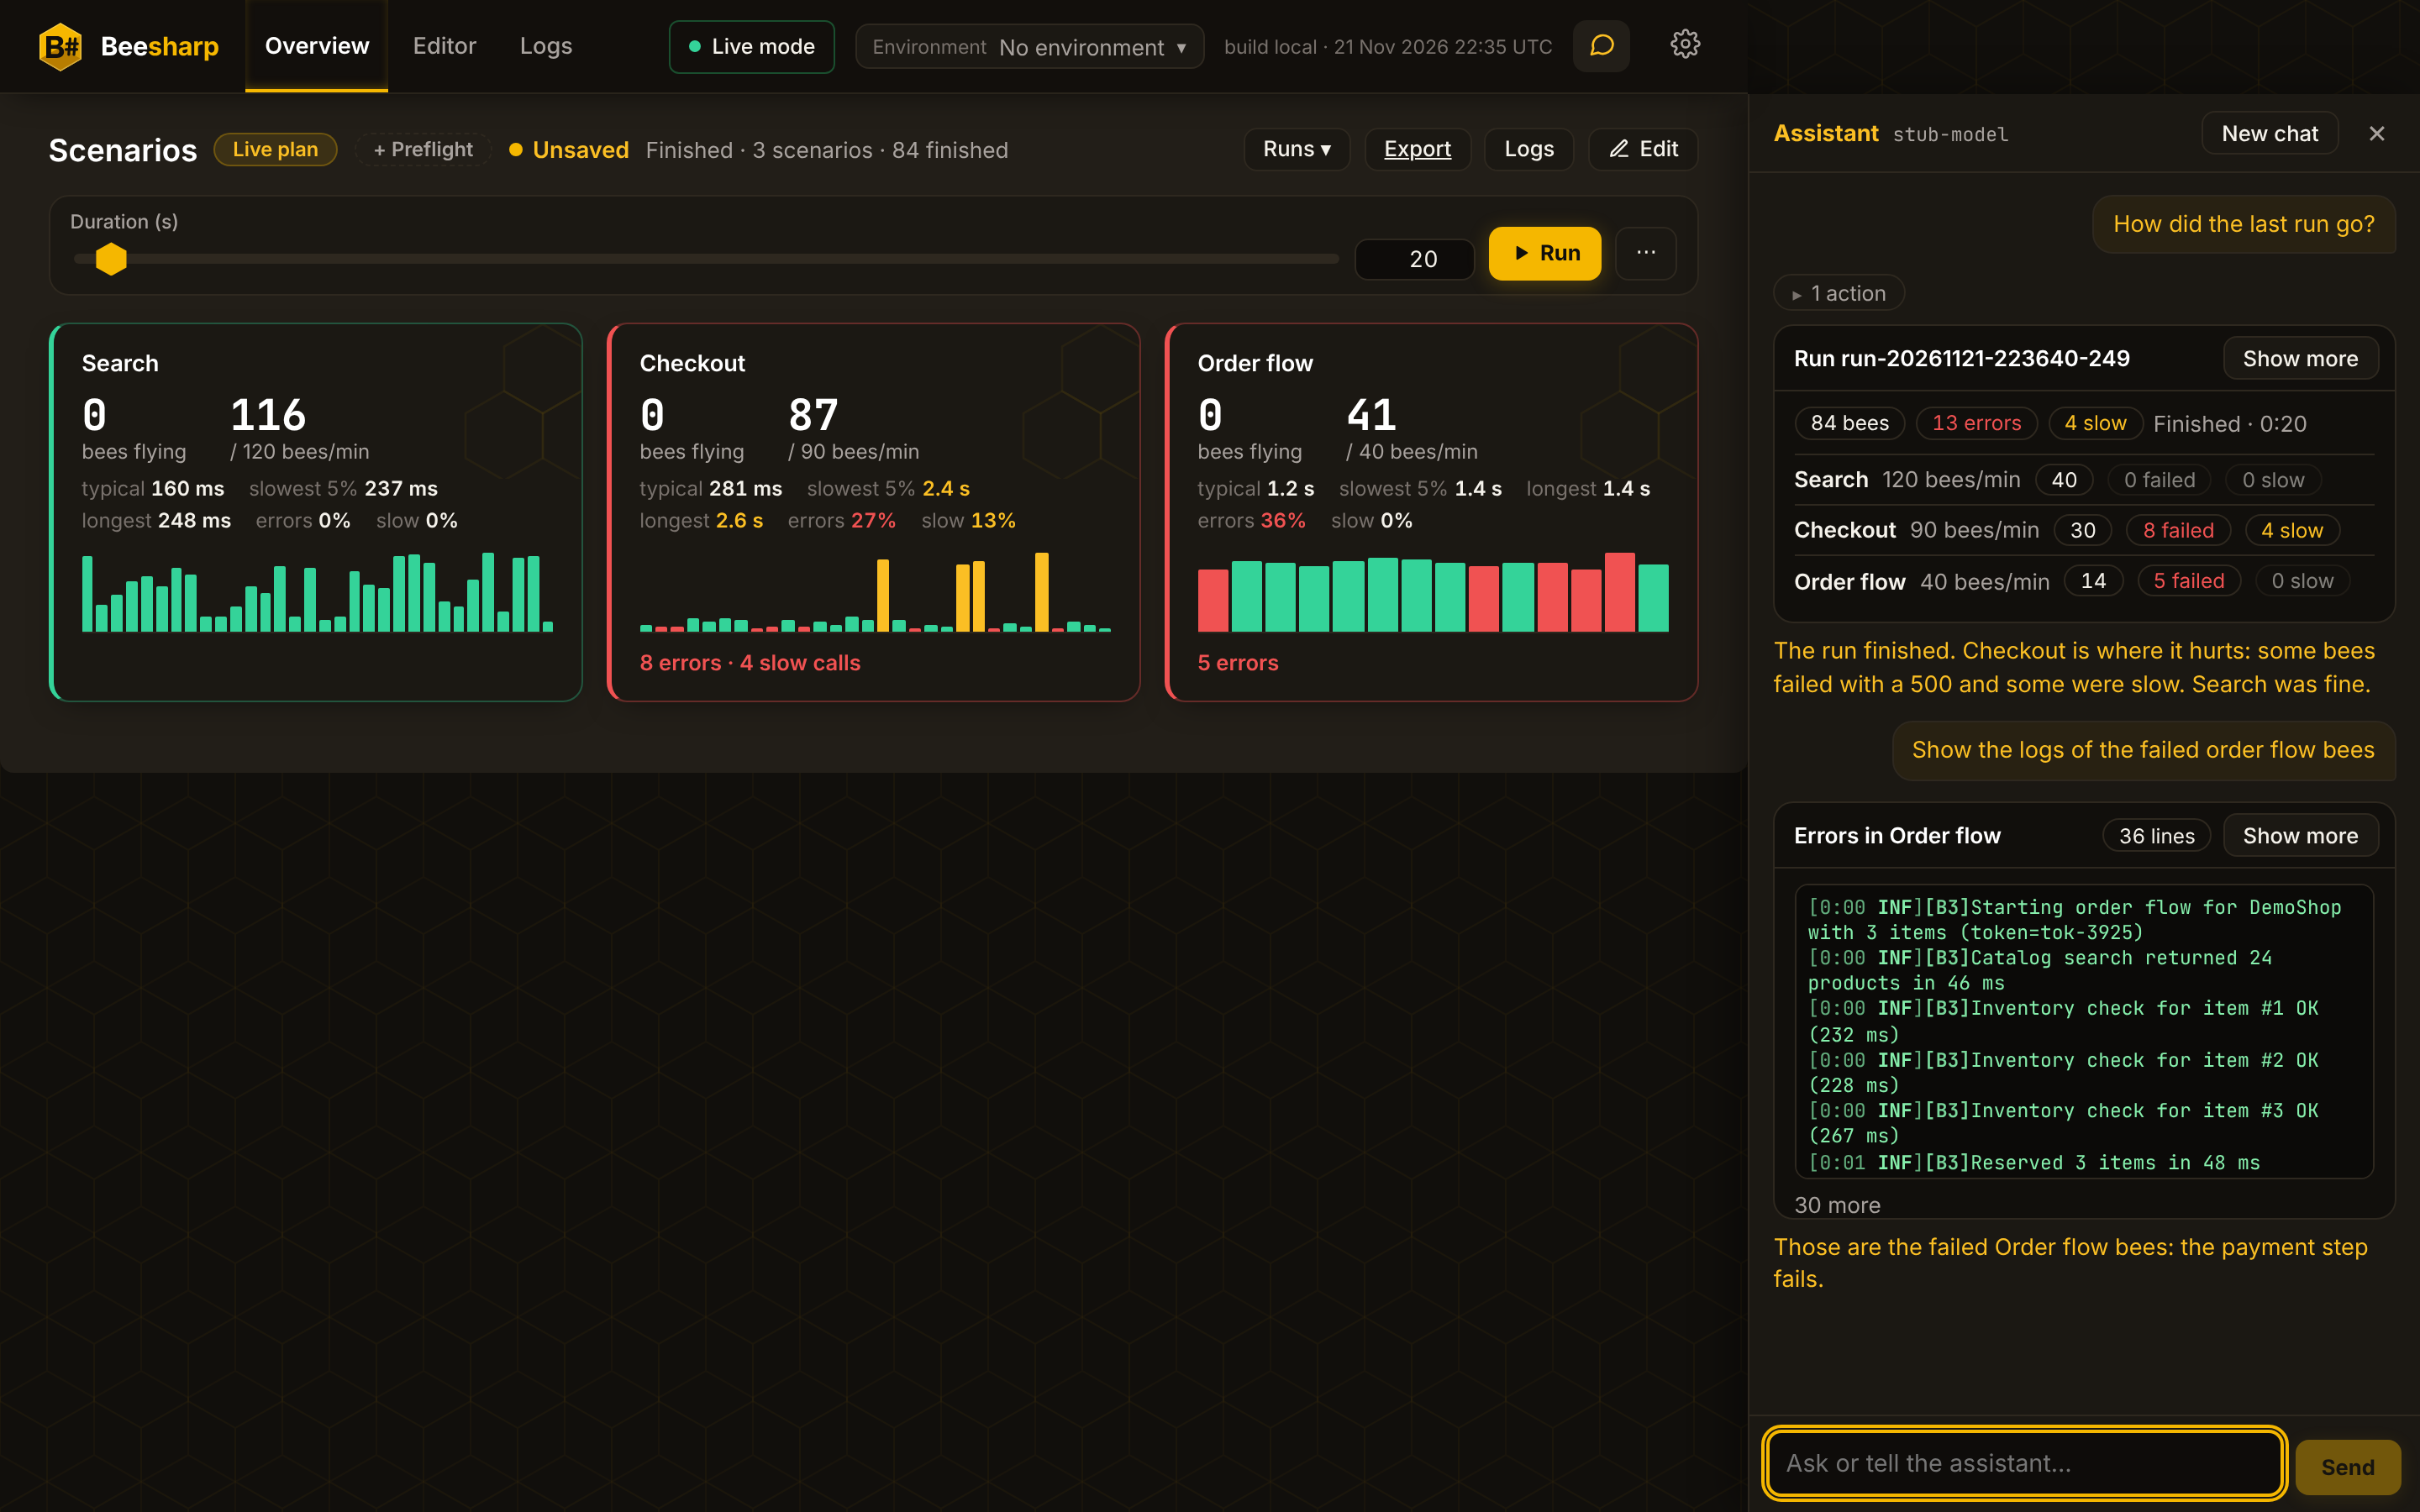 B# Beesharp Overview Editor Logs Live mode Environment No environment ▾ build local · 21 Nov 2026 22:35 UTC
Scenarios Live plan + Preflight Unsaved Finished · 3 scenarios · 84 finished Runs ▾ Export Logs Edit
Duration (s)
20 Run ...
Search
0 116
bees flying / 120 bees/min
typical 160 ms slowest 5% 237 ms
longest 248 ms errors 0% slow 0%
Checkout
0 87
bees flying / 90 bees/min
typical 281 ms slowest 5% 2.4 s
longest 2.6 s errors 27% slow 13%
8 errors · 4 slow calls
Order flow
0 41
bees flying / 40 bees/min
typical 1.2 s slowest 5% 1.4 s longest 1.4 s
errors 36% slow 0%
5 errors
Assistant stub-model New chat ✕
How did the last run go?
▸ 1 action
Run run-20261121-223640-249 Show more
84 bees 13 errors 4 slow Finished · 0:20
Search 120 bees/min 40 0 failed 0 slow
Checkout 90 bees/min 30 8 failed 4 slow
Order flow 40 bees/min 14 5 failed 0 slow
The run finished. Checkout is where it hurts: some bees
failed with a 500 and some were slow. Search was fine.
Show the logs of the failed order flow bees
Errors in Order flow 36 lines Show more
[0:00 INF][B3]Starting order flow for DemoShop
with 3 items (token=tok-3925)
[0:00 INF][B3]Catalog search returned 24
products in 46 ms
[0:00 INF][B3]Inventory check for item #1 OK
(232 ms)
[0:00 INF][B3]Inventory check for item #2 OK
(228 ms)
[0:00 INF][B3]Inventory check for item #3 OK
(267 ms)
[0:01 INF][B3]Reserved 3 items in 48 ms
30 more
Those are the failed Order flow bees: the payment step
fails.
Ask or tell the assistant... Send